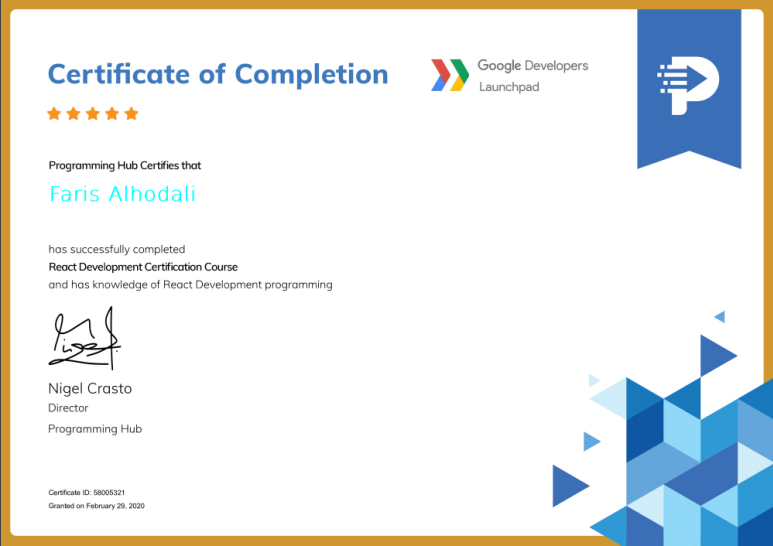 Certificate of Completion
Google Developers
Launchpad
Programming Hub Certifies that
Faris Alhodali
has successfully completed
React Development Certification Course
and has knowledge of React Development programming
Nigel Crasto
Director
Programming Hub
Certificate ID: 58005321
Granted on February 29, 2020